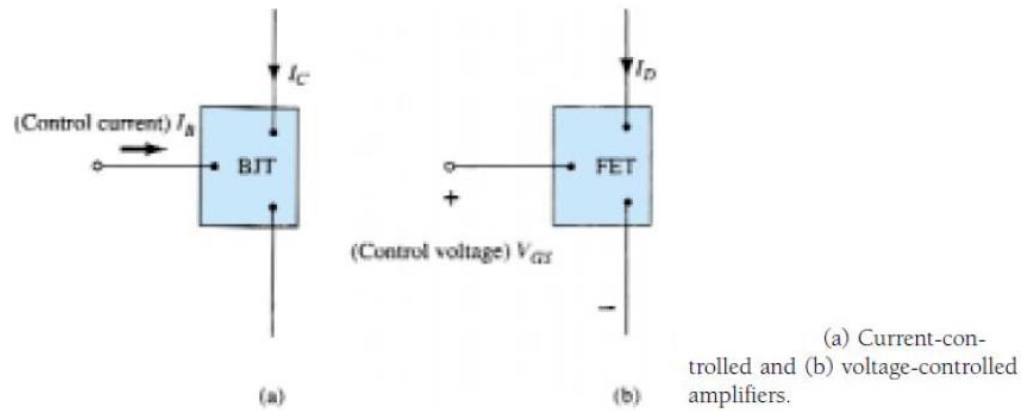 I_C
(Control current) I_B
BJT
(a)
I_D
FET
+
(Control voltage) V_GS
−
(b)
(a) Current-con-
trolled and (b) voltage-controlled
amplifiers.